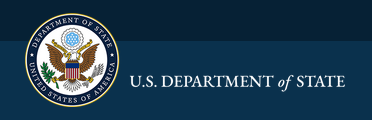 DEPARTMENT OF STATE
UNITED STATES OF AMERICA
U.S. DEPARTMENT of STATE